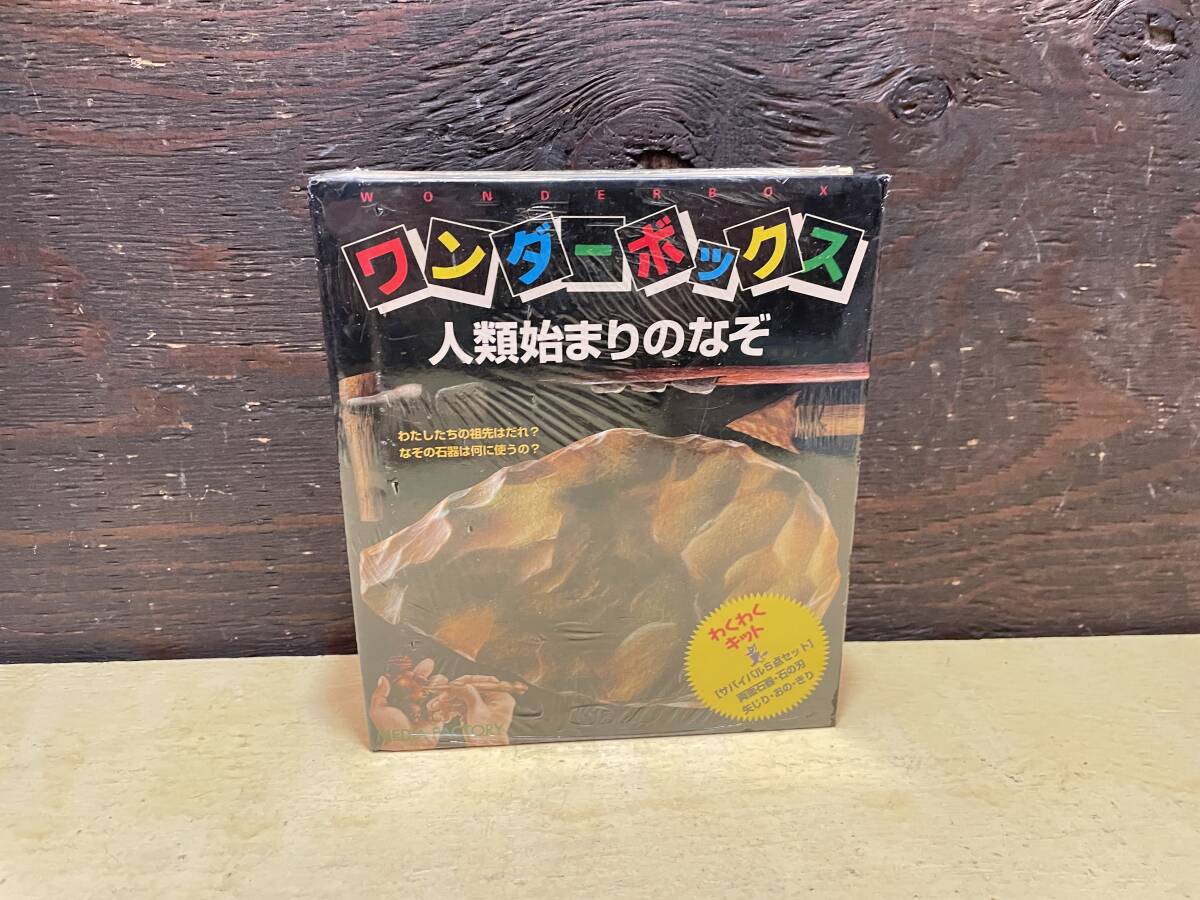 WONDERBOX
ワンダーボックス
人類始まりのなぞ
わたしたちの祖先はだれ？
なその石器は何に使うの？
わくわく
キット
［サバイバル5点セット］
両面石器・石の刃
矢じり・おの・きり
MEDIA FACTORY